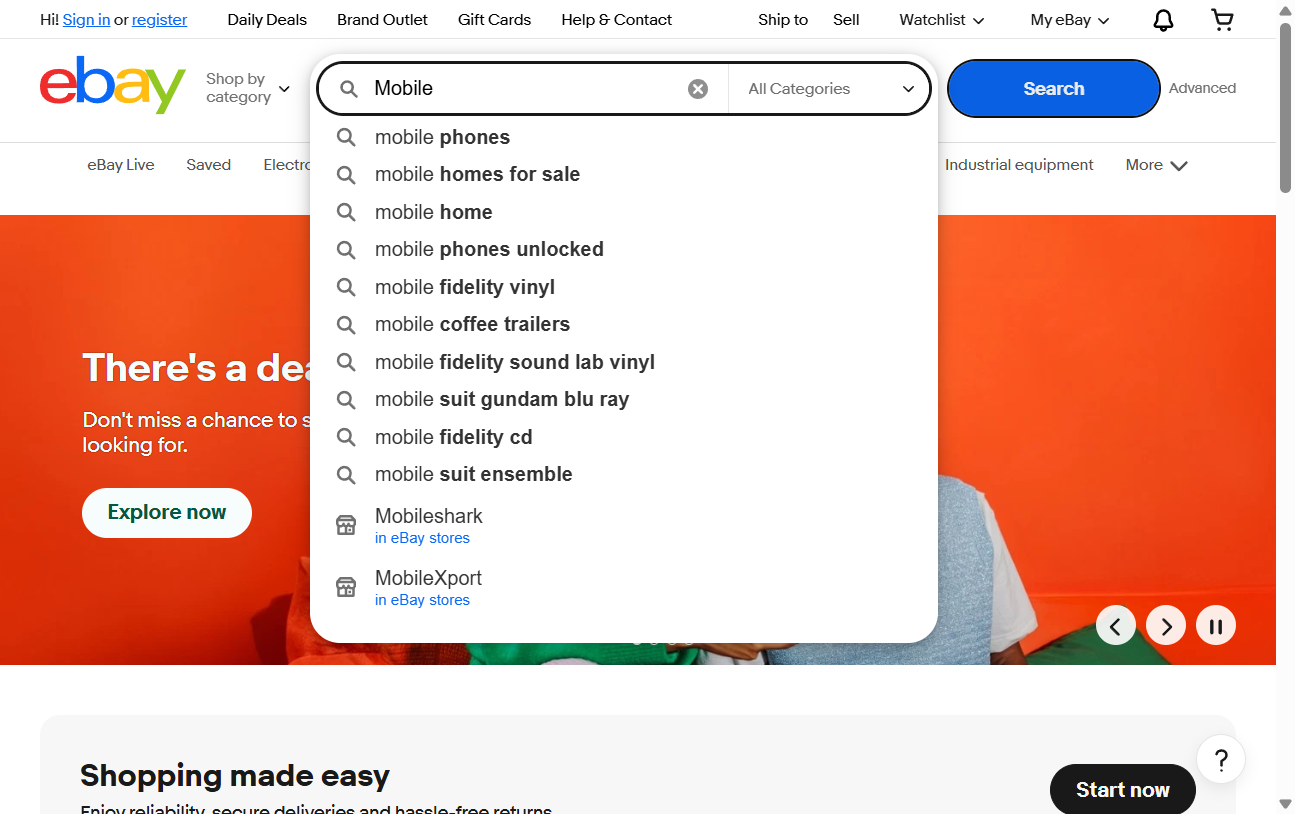 Hi! Sign in or register Daily Deals Brand Outlet Gift Cards Help & Contact Ship to Sell Watchlist My eBay
ebay
Shop by
category
Mobile
All Categories
Search
Advanced
eBay Live Saved Electro Industrial equipment More
mobile phones
mobile homes for sale
mobile home
mobile phones unlocked
mobile fidelity vinyl
mobile coffee trailers
mobile fidelity sound lab vinyl
mobile suit gundam blu ray
mobile fidelity cd
mobile suit ensemble
Mobileshark
in eBay stores
MobileXport
in eBay stores
There's a dea
Don't miss a chance to s
looking for.
Explore now
Shopping made easy
Enjoy reliability, secure deliveries and hassle-free returns.
Start now
?